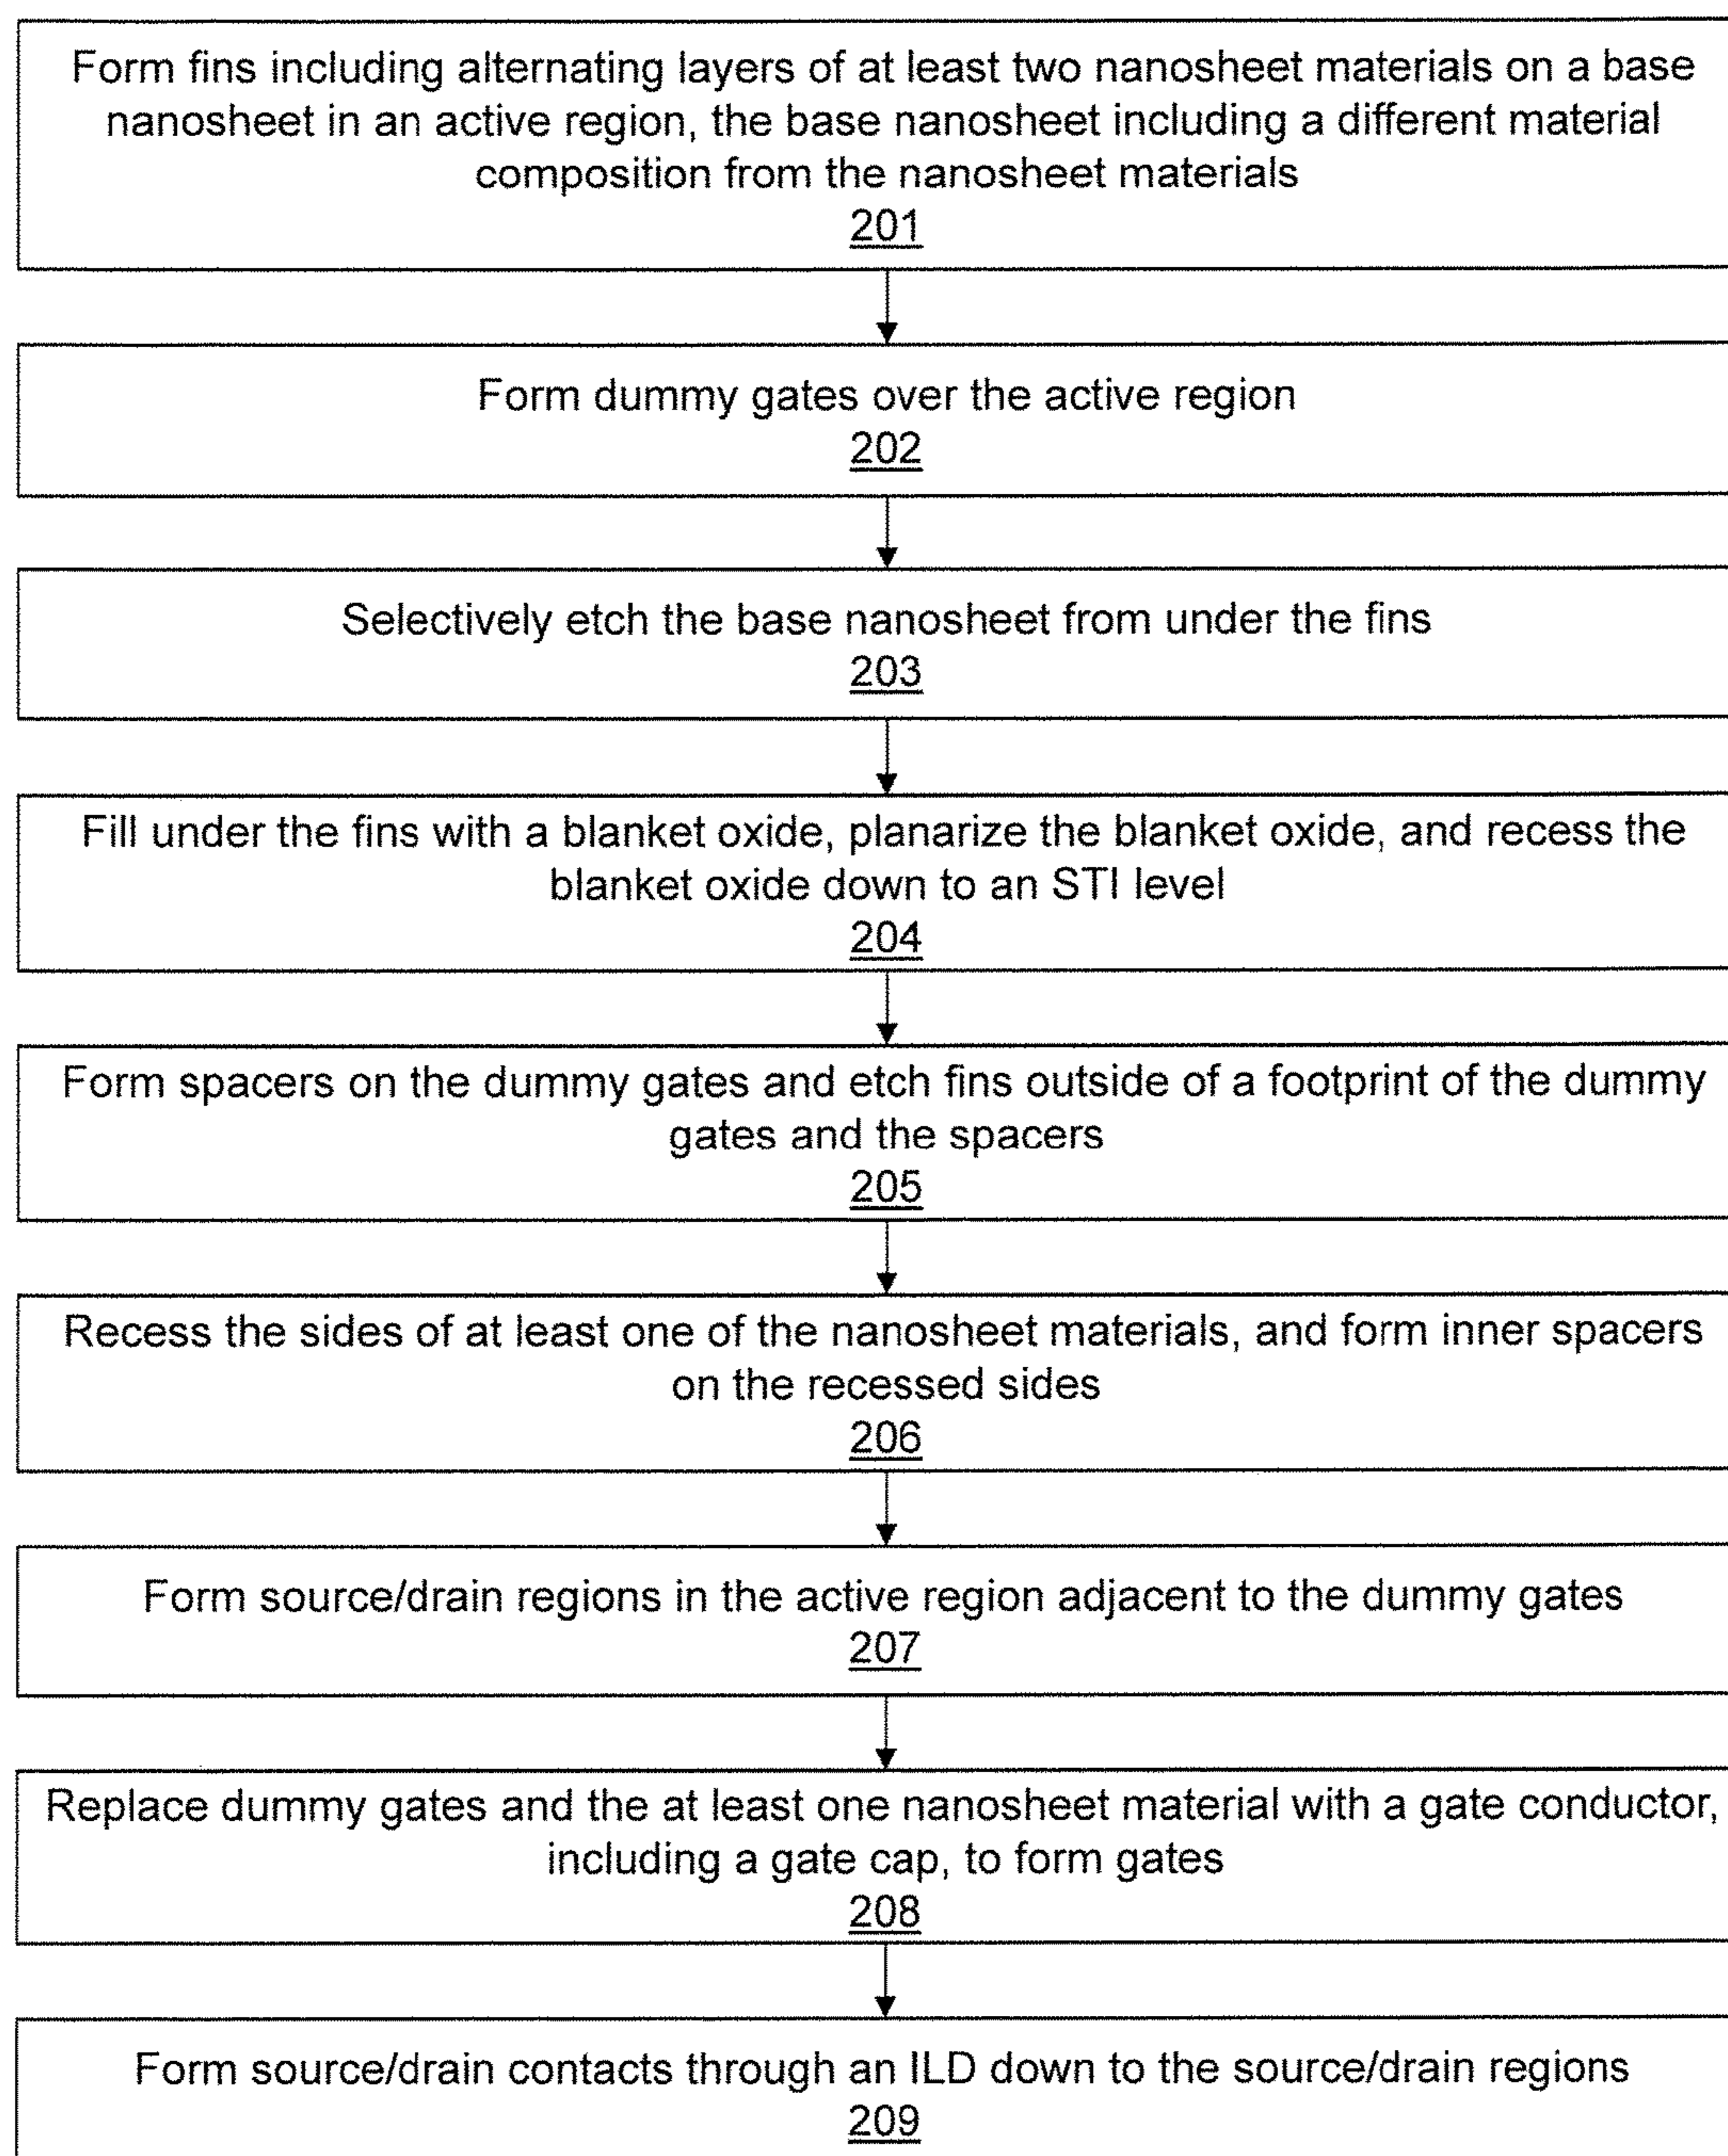 Form fins including alternating layers of at least two nanosheet materials on a base
nanosheet in an active region, the base nanosheet including a different material
composition from the nanosheet materials
201
Form dummy gates over the active region
202
Selectively etch the base nanosheet from under the fins
203
Fill under the fins with a blanket oxide, planarize the blanket oxide, and recess the
blanket oxide down to an STI level
204
Form spacers on the dummy gates and etch fins outside of a footprint of the dummy
gates and the spacers
205
Recess the sides of at least one of the nanosheet materials, and form inner spacers
on the recessed sides
206
Form source/drain regions in the active region adjacent to the dummy gates
207
Replace dummy gates and the at least one nanosheet material with a gate conductor,
including a gate cap, to form gates
208
Form source/drain contacts through an ILD down to the source/drain regions
209